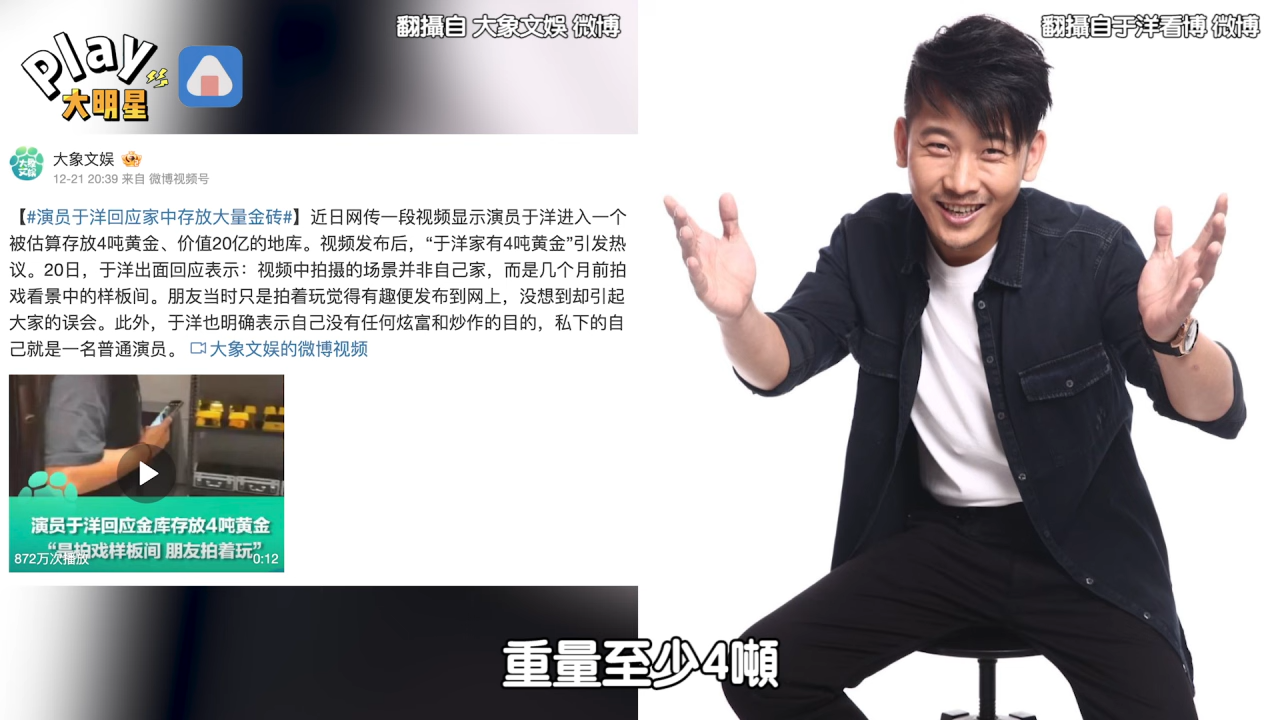 Play
大明星
翻攝自 大象文娱 微博
翻攝自于洋看博 微博
大象文娱
大象
文娱
12-21 20:39 来自 微博视频号
【#演员于洋回应家中存放大量金砖#】近日网传一段视频显示演员于洋进入一个
被估算存放4吨黄金、价值20亿的地库。视频发布后，“于洋家有4吨黄金”引发热
议。20日，于洋出面回应表示：视频中拍摄的场景并非自己家，而是几个月前拍
戏看景中的样板间。朋友当时只是拍着玩觉得有趣便发布到网上，没想到却引起
大家的误会。此外，于洋也明确表示自己没有任何炫富和炒作的目的，私下的自
己就是一名普通演员。 大象文娱的微博视频
演员于洋回应金库存放4吨黄金
“是拍戏样板间 朋友拍着玩”
872万次播放
0:12
重量至少4噸